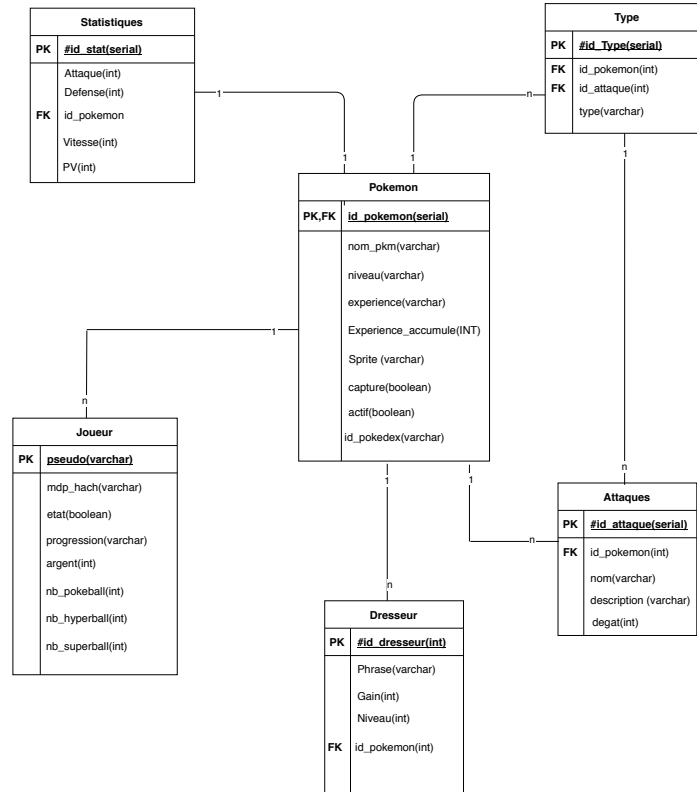 Statistiques
PK #id_stat(serial)
Attaque(int)
Defense(int)
FK id_pokemon
Vitesse(int)
PV(int)
1
1
Type
PK #id_Type(serial)
FK id_pokemon(int)
FK id_attaque(int)
type(varchar)
n
1
1
n
Pokemon
PK,FK id_pokemon(serial)
nom_pkm(varchar)
niveau(varchar)
experience(varchar)
Experience_accumule(INT)
Sprite (varchar)
capture(boolean)
actif(boolean)
id_pokedex(varchar)
1
n
1
n
1
n
Joueur
PK pseudo(varchar)
mdp_hach(varchar)
etat(boolean)
progression(varchar)
argent(int)
nb_pokeball(int)
nb_hyperball(int)
nb_superball(int)
Attaques
PK #id_attaque(serial)
FK id_pokemon(int)
nom(varchar)
description (varchar)
degat(int)
Dresseur
PK #id_dresseur(int)
Phrase(varchar)
Gain(int)
Niveau(int)
FK id_pokemon(int)